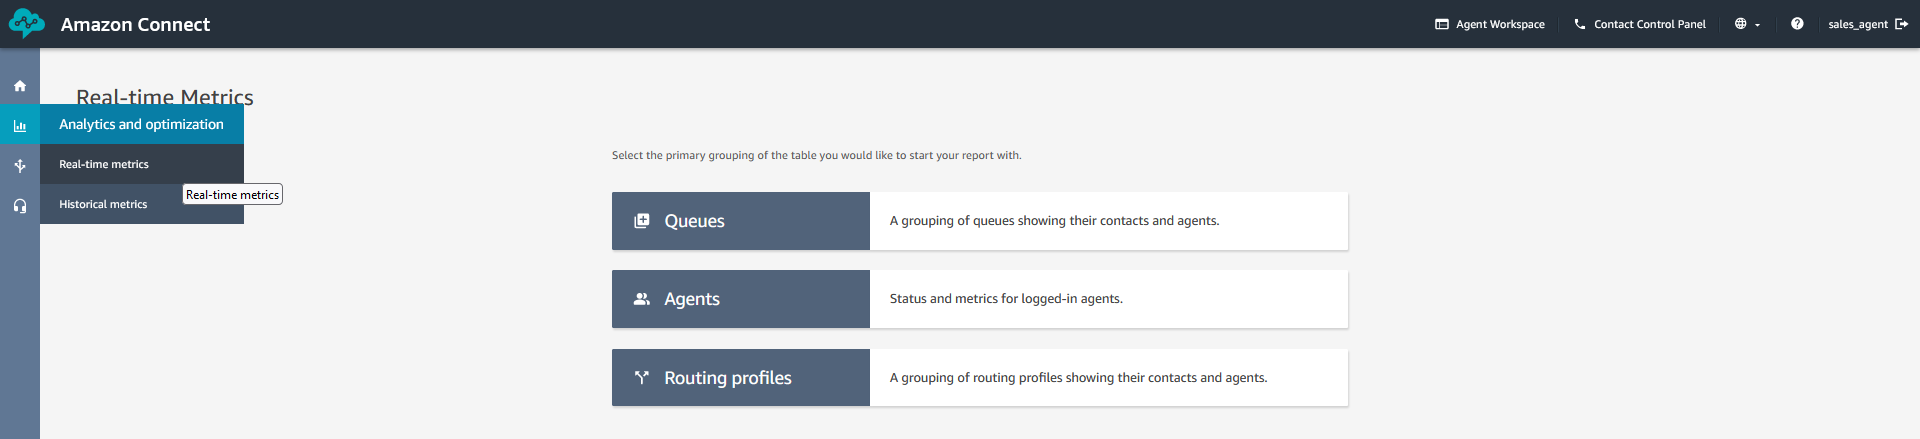 Amazon Connect
Agent Workspace
Contact Control Panel
sales_agent
Real-time Metrics
Analytics and optimization
Real-time metrics
Real-time metrics
Historical metrics
Select the primary grouping of the table you would like to start your report with.
Queues
A grouping of queues showing their contacts and agents.
Agents
Status and metrics for logged-in agents.
Routing profiles
A grouping of routing profiles showing their contacts and agents.